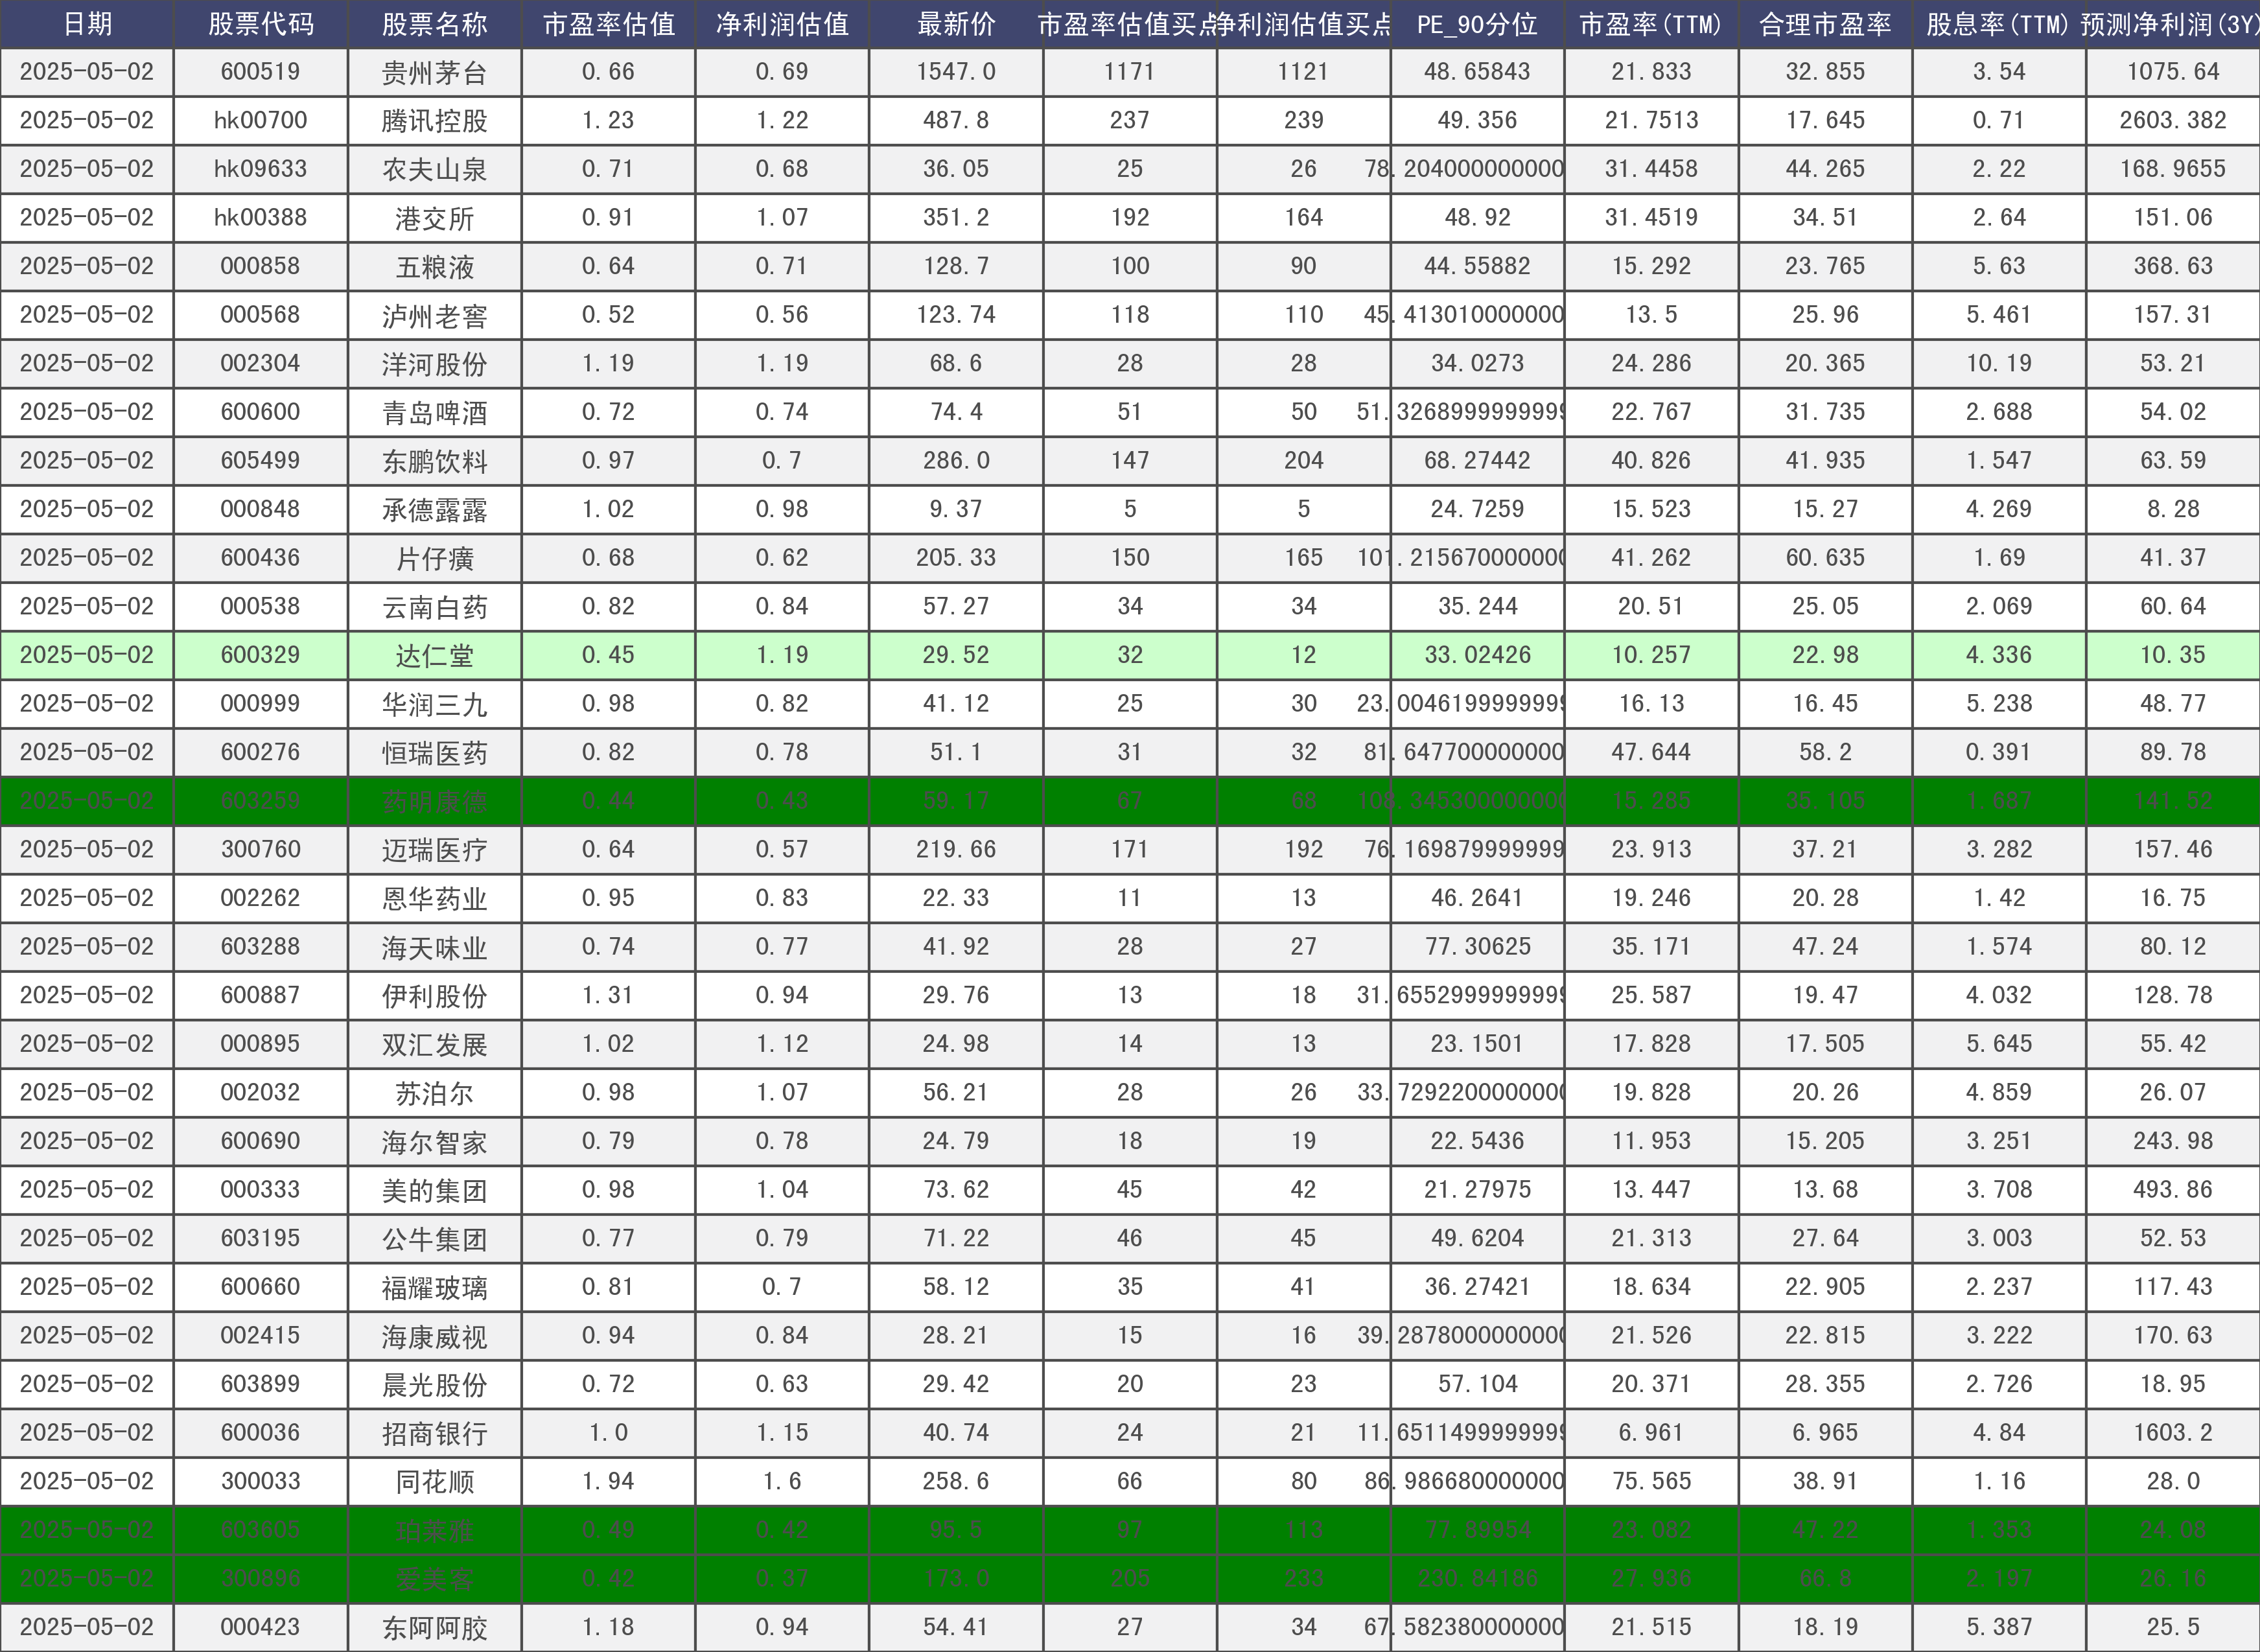 日期 股票代码 股票名称 市盈率估值 净利润估值 最新价 市盈率估值买点 净利润估值买点 PE_90分位 市盈率(TTM) 合理市盈率 股息率(TTM) 预测净利润(3Y)
2025-05-02 600519 贵州茅台 0.66 0.69 1547.0 1171 1121 48.65843 21.833 32.855 3.54 1075.64
2025-05-02 hk00700 腾讯控股 1.23 1.22 487.8 237 239 49.356 21.7513 17.645 0.71 2603.382
2025-05-02 hk09633 农夫山泉 0.71 0.68 36.05 25 26 78.204000000000 31.4458 44.265 2.22 168.9655
2025-05-02 hk00388 港交所 0.91 1.07 351.2 192 164 48.92 31.4519 34.51 2.64 151.06
2025-05-02 000858 五粮液 0.64 0.71 128.7 100 90 44.55882 15.292 23.765 5.63 368.63
2025-05-02 000568 泸州老窖 0.52 0.56 123.74 118 110 45.413010000000 13.5 25.96 5.461 157.31
2025-05-02 002304 洋河股份 1.19 1.19 68.6 28 28 34.0273 24.286 20.365 10.19 53.21
2025-05-02 600600 青岛啤酒 0.72 0.74 74.4 51 50 51.3268999999999 22.767 31.735 2.688 54.02
2025-05-02 605499 东鹏饮料 0.97 0.7 286.0 147 204 68.27442 40.826 41.935 1.547 63.59
2025-05-02 000848 承德露露 1.02 0.98 9.37 5 5 24.7259 15.523 15.27 4.269 8.28
2025-05-02 600436 片仔癀 0.68 0.62 205.33 150 165 101.2156700000000 41.262 60.635 1.69 41.37
2025-05-02 000538 云南白药 0.82 0.84 57.27 34 34 35.244 20.51 25.05 2.069 60.64
2025-05-02 600329 达仁堂 0.45 1.19 29.52 32 12 33.02426 10.257 22.98 4.336 10.35
2025-05-02 000999 华润三九 0.98 0.82 41.12 25 30 23.0046199999999 16.13 16.45 5.238 48.77
2025-05-02 600276 恒瑞医药 0.82 0.78 51.1 31 32 81.647700000000 47.644 58.2 0.391 89.78
2025-05-02 603259 药明康德 0.44 0.43 59.17 67 68 108.3453000000000 15.285 35.105 1.687 141.52
2025-05-02 300760 迈瑞医疗 0.64 0.57 219.66 171 192 76.169879999999 23.913 37.21 3.282 157.46
2025-05-02 002262 恩华药业 0.95 0.83 22.33 11 13 46.2641 19.246 20.28 1.42 16.75
2025-05-02 603288 海天味业 0.74 0.77 41.92 28 27 77.30625 35.171 47.24 1.574 80.12
2025-05-02 600887 伊利股份 1.31 0.94 29.76 13 18 31.6552999999999 25.587 19.47 4.032 128.78
2025-05-02 000895 双汇发展 1.02 1.12 24.98 14 13 23.1501 17.828 17.505 5.645 55.42
2025-05-02 002032 苏泊尔 0.98 1.07 56.21 28 26 33.7292200000000 19.828 20.26 4.859 26.07
2025-05-02 600690 海尔智家 0.79 0.78 24.79 18 19 22.5436 11.953 15.205 3.251 243.98
2025-05-02 000333 美的集团 0.98 1.04 73.62 45 42 21.27975 13.447 13.68 3.708 493.86
2025-05-02 603195 公牛集团 0.77 0.79 71.22 46 45 49.6204 21.313 27.64 3.003 52.53
2025-05-02 600660 福耀玻璃 0.81 0.7 58.12 35 41 36.27421 18.634 22.905 2.237 117.43
2025-05-02 002415 海康威视 0.94 0.84 28.21 15 16 39.2878000000000 21.526 22.815 3.222 170.63
2025-05-02 603899 晨光股份 0.72 0.63 29.42 20 23 57.104 20.371 28.355 2.726 18.95
2025-05-02 600036 招商银行 1.0 1.15 40.74 24 21 11.6511499999999 6.961 6.965 4.84 1603.2
2025-05-02 300033 同花顺 1.94 1.6 258.6 66 80 86.986680000000 75.565 38.91 1.16 28.0
2025-05-02 603605 珀莱雅 0.49 0.42 95.5 97 113 77.89954 23.082 47.22 1.353 24.08
2025-05-02 300896 爱美客 0.42 0.37 173.0 205 233 230.84186 27.936 66.8 2.197 26.16
2025-05-02 000423 东阿阿胶 1.18 0.94 54.41 27 34 67.582380000000 21.515 18.19 5.387 25.5